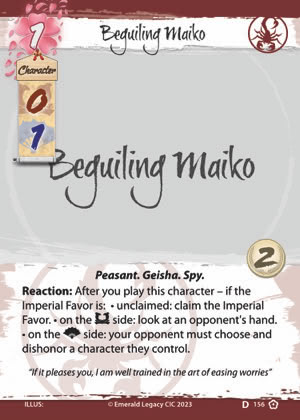 1
Beguiling Maiko
Character
0
1
Beguiling Maiko
2
Peasant. Geisha. Spy.
Reaction: After you play this character – if the
Imperial Favor is: • unclaimed: claim the Imperial
Favor. • on the side: look at an opponent's hand.
• on the side: your opponent must choose and
dishonor a character they control.
"If it pleases you, I am well trained in the art of easing worries"
ILLUS: © Emerald Legacy CIC 2023 D 156